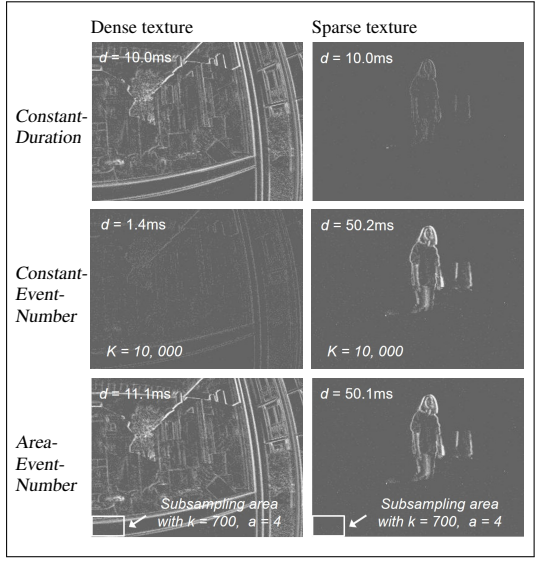 Dense texture
Sparse texture
Constant-
Duration
d = 10.0ms
d = 10.0ms
Constant-
Event-
Number
d = 1.4ms
K = 10, 000
d = 50.2ms
K = 10, 000
Area-
Event-
Number
d = 11.1ms
Subsampling area
with k = 700, a = 4
d = 50.1ms
Subsampling area
with k = 700, a = 4